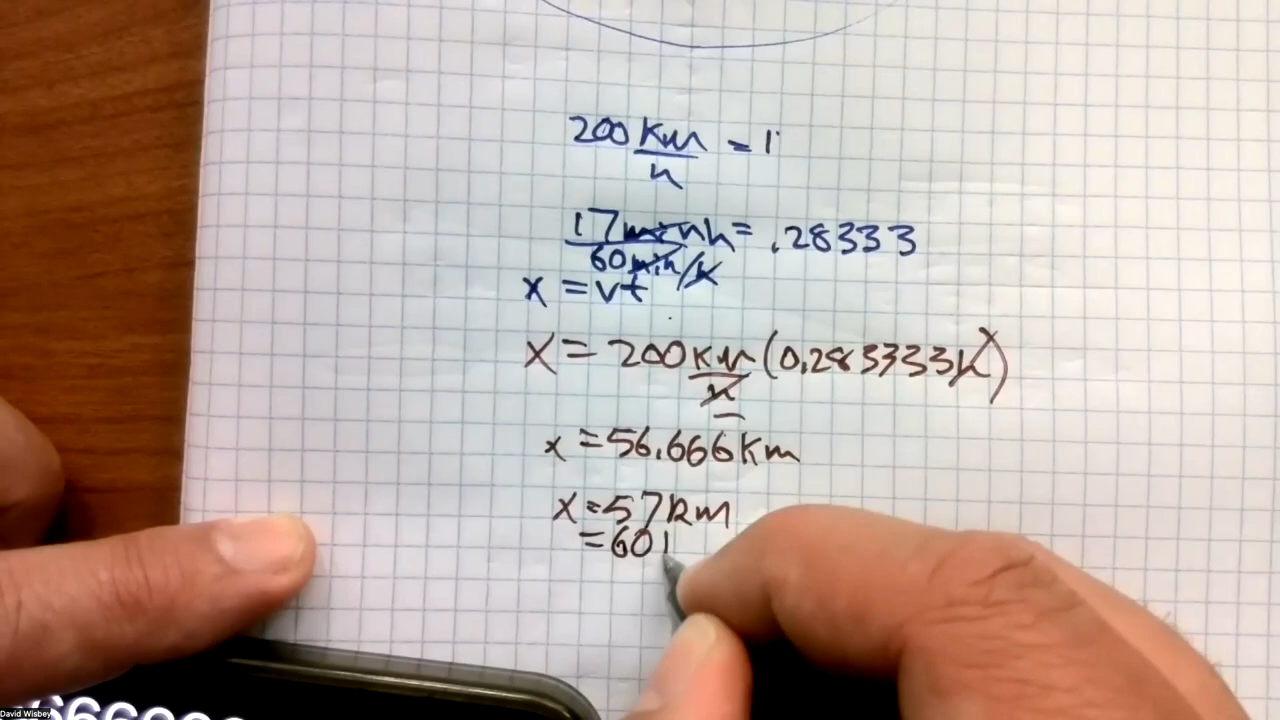 200 km/h = 1
17 min h/60 min/h = .28333
x = vt
x = 200 km/h (0.283333h)
x = 56.666 km
x = 57 km
= 60
David Wisbey